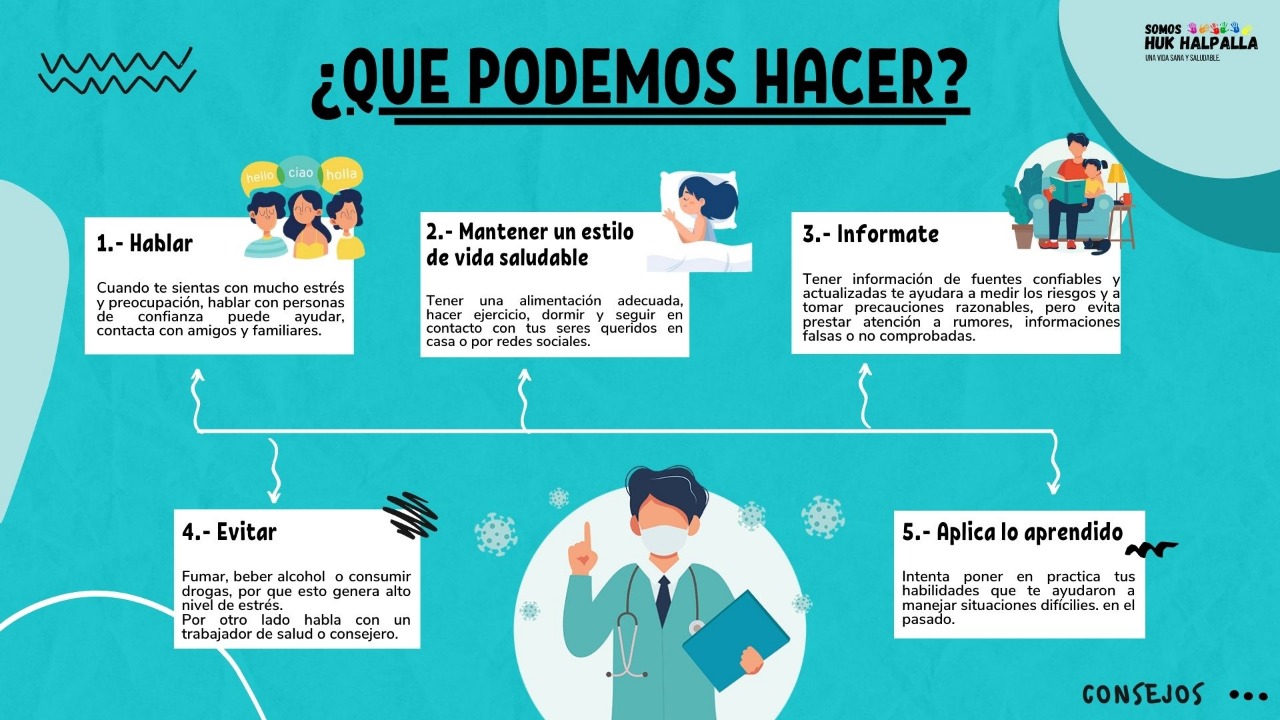 SOMOS
HUK HALPALLA
UNA VIDA SANA Y SALUDABLE.
¿QUE PODEMOS HACER?
hello ciao holla
1.- Hablar
Cuando te sientas con mucho estrés
y preocupación, hablar con personas
de confianza puede ayudar,
contacta con amigos y familiares.
2.- Mantener un estilo
de vida saludable
Tener una alimentación adecuada,
hacer ejercicio, dormir y seguir en
contacto con tus seres queridos en
casa o por redes sociales.
3.- Informate
Tener información de fuentes confiables y
actualizadas te ayudara a medir los riesgos y a
tomar precauciones razonables, pero evita
prestar atención a rumores, informaciones
falsas o no comprobadas.
4.- Evitar
Fumar, beber alcohol o consumir
drogas, por que esto genera alto
nivel de estrés.
Por otro lado habla con un
trabajador de salud o consejero.
5.- Aplica lo aprendido
Intenta poner en practica tus
habilidades que te ayudaron a
manejar situaciones difícilies. en el
pasado.
CONSEJOS